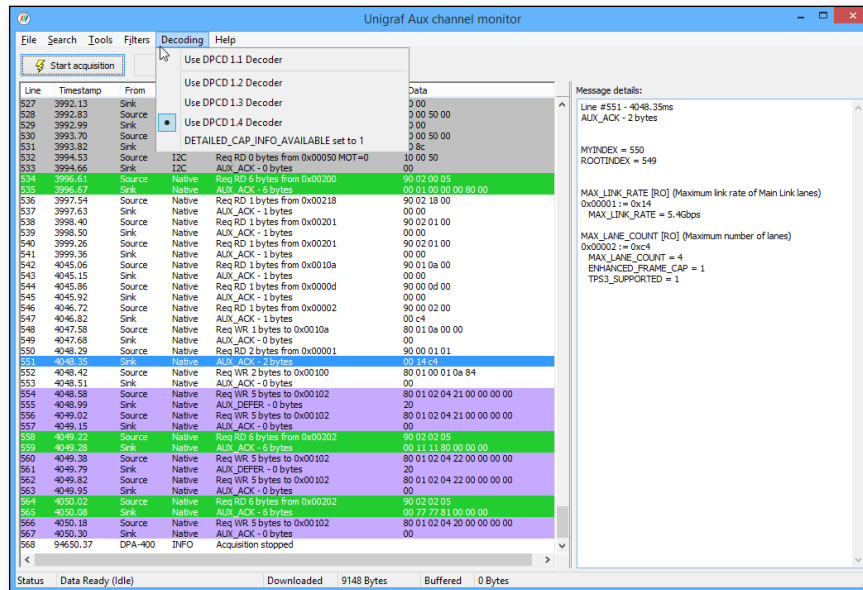 Unigraf Aux channel monitor
File Search Tools Filters Decoding Help
Start acquisition
Use DPCD 1.1 Decoder
Use DPCD 1.2 Decoder
Use DPCD 1.3 Decoder
Use DPCD 1.4 Decoder
DETAILED_CAP_INFO_AVAILABLE set to 1
Line Timestamp From Data
527 3992.13 Sink 0 00
528 3992.83 Source 0 00 50 00
529 3992.99 Sink 0 00
530 3993.70 Source 0 00 50 00
531 3993.82 Sink 0 8c
532 3994.53 Source I2C Req RD 0 bytes from 0x00050 MOT=0 10 00 50
533 3994.66 Sink I2C AUX_ACK - 0 bytes 00
534 3996.61 Source Native Req RD 6 bytes from 0x00200 90 02 00 05
535 3996.67 Sink Native AUX_ACK - 6 bytes 00 01 00 00 00 80 00
536 3997.54 Source Native Req RD 1 bytes from 0x00218 90 02 18 00
537 3997.63 Sink Native AUX_ACK - 1 bytes 00 00
538 3998.40 Source Native Req RD 1 bytes from 0x00201 90 02 01 00
539 3998.50 Sink Native AUX_ACK - 1 bytes 00 00
540 3999.26 Source Native Req RD 1 bytes from 0x00201 90 02 01 00
541 3999.36 Sink Native AUX_ACK - 1 bytes 00 00
542 4045.06 Source Native Req RD 1 bytes from 0x0010a 90 01 0a 00
543 4045.15 Sink Native AUX_ACK - 1 bytes 00 00
544 4045.86 Source Native Req RD 1 bytes from 0x0000d 90 00 0d 00
545 4045.92 Sink Native AUX_ACK - 1 bytes 00 00
546 4046.72 Source Native Req RD 1 bytes from 0x00002 90 00 02 00
547 4046.82 Sink Native AUX_ACK - 1 bytes 00 c4
548 4047.58 Source Native Req WR 1 bytes to 0x0010a 80 01 0a 00 00
549 4047.68 Sink Native AUX_ACK - 0 bytes 00
550 4048.29 Source Native Req RD 2 bytes from 0x00001 90 00 01 01
551 4048.35 Sink Native AUX_ACK - 2 bytes 00 14 c4
552 4048.42 Source Native Req WR 2 bytes to 0x00100 80 01 00 01 0a 84
553 4048.51 Sink Native AUX_ACK - 0 bytes 00
554 4048.58 Source Native Req WR 5 bytes to 0x00102 80 01 02 04 21 00 00 00 00
555 4048.99 Sink Native AUX_DEFER - 0 bytes 20
556 4049.02 Source Native Req WR 5 bytes to 0x00102 80 01 02 04 21 00 00 00 00
557 4049.15 Sink Native AUX_ACK - 0 bytes 00
558 4049.22 Source Native Req RD 6 bytes from 0x00202 90 02 02 05
559 4049.28 Sink Native AUX_ACK - 6 bytes 00 11 11 80 00 00 00
560 4049.38 Source Native Req WR 5 bytes to 0x00102 80 01 02 04 22 00 00 00 00
561 4049.79 Sink Native AUX_DEFER - 0 bytes 20
562 4049.82 Source Native Req WR 5 bytes to 0x00102 80 01 02 04 22 00 00 00 00
563 4049.95 Sink Native AUX_ACK - 0 bytes 00
564 4050.02 Source Native Req RD 6 bytes from 0x00202 90 02 02 05
565 4050.08 Sink Native AUX_ACK - 6 bytes 00 77 77 81 00 00 00
566 4050.18 Source Native Req WR 5 bytes to 0x00102 80 01 02 04 20 00 00 00 00
567 4050.30 Sink Native AUX_ACK - 0 bytes 00
568 94650.37 DPA-400 INFO Acquisition stopped
Message details:
Line #551 - 4048.35ms
AUX_ACK - 2 bytes
MYINDEX = 550
ROOTINDEX = 549
MAX_LINK_RATE [RO] (Maximum link rate of Main Link lanes)
0x00001 := 0x14
MAX_LINK_RATE = 5.4Gbps
MAX_LANE_COUNT [RO] (Maximum number of lanes)
0x00002 := 0xc4
MAX_LANE_COUNT = 4
ENHANCED_FRAME_CAP = 1
TPS3_SUPPORTED = 1
Status Data Ready (Idle) Downloaded 9148 Bytes Buffered 0 Bytes